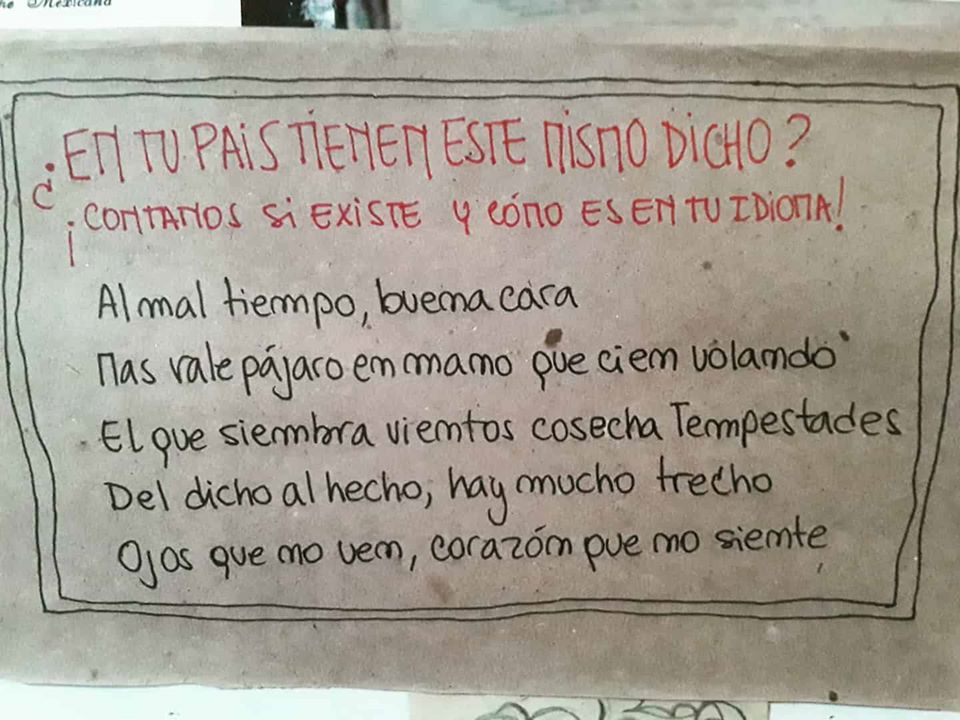 he Mexicana
¿EN TU PAIS TIENEN ESTE MISMO DICHO?
¡CONTANOS SI EXISTE Y CÓMO ES EN TU IDIOMA!
Al mal tiempo, buena cara
Mas vale pájaro en mano que cien volando
El que siembra vientos cosecha Tempestades
Del dicho al hecho, hay mucho trecho
Ojos que no ven, corazón que no siente